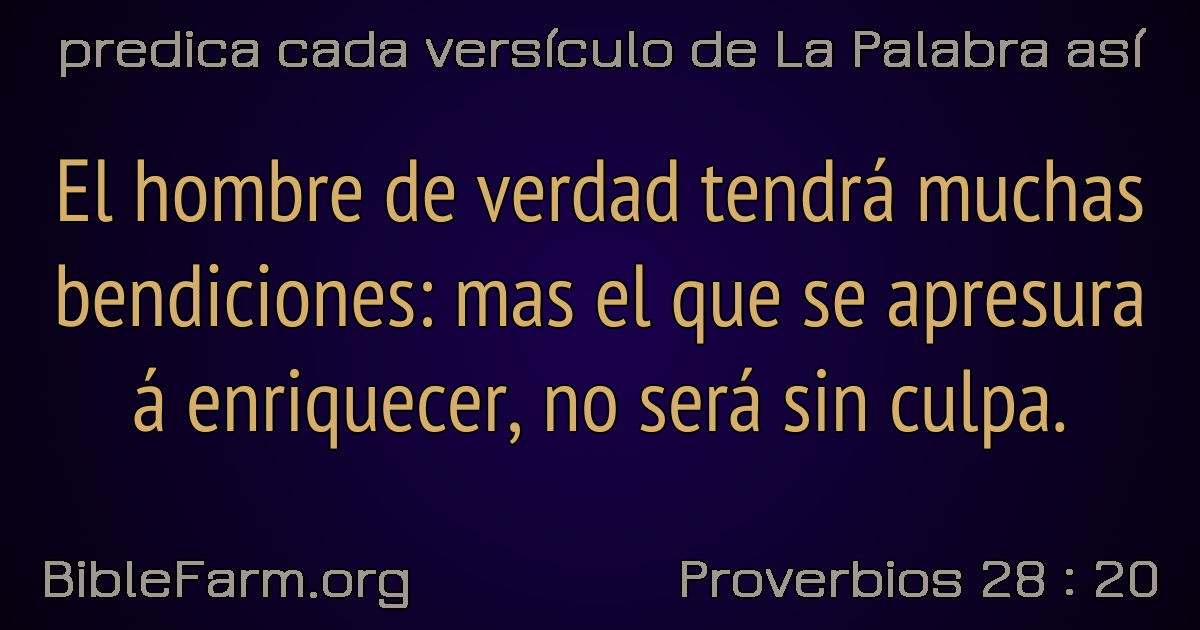 predica cada versículo de La Palabra así
El hombre de verdad tendrá muchas
bendiciones: mas el que se apresura
á enriquecer, no será sin culpa.
BibleFarm.org
Proverbios 28 : 20